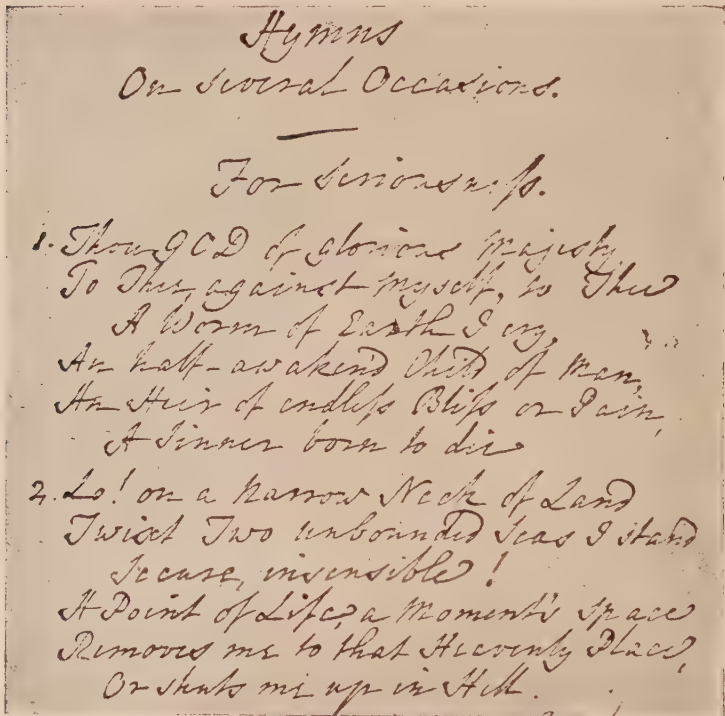 Hymns
On several Occasions.
For seriousness.
1. Thou GOD of glorious Majesty,
To Thee, against myself, to Thee
A Worm of Earth I cry,
An half-awaken'd Child of Man,
An Heir of endless Bliss or Pain,
A Sinner born to die
2. Lo! on a narrow Neck of Land
Twixt Two unbounded seas I stand
Secure, insensible!
A Point of Life, a Moment's space
Removes me to that Heavenly Place,
Or shuts me up in Hell.